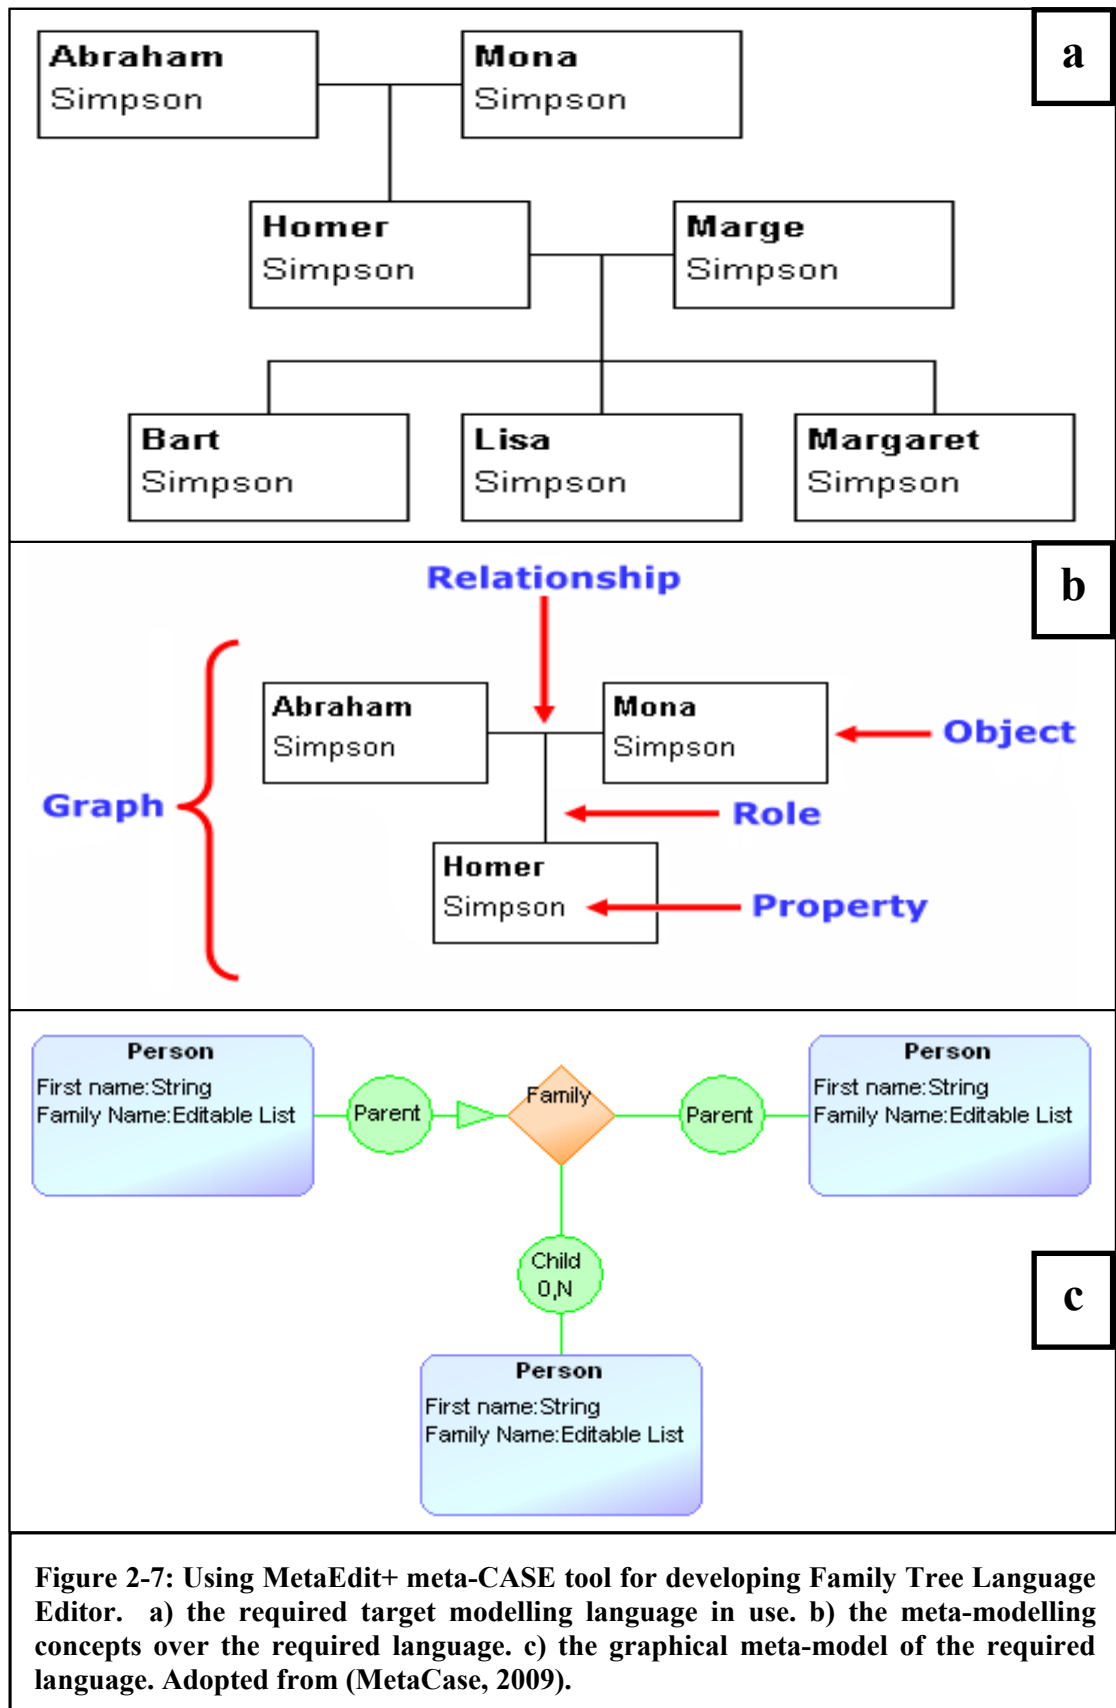 a
Abraham
Simpson
Mona
Simpson
Homer
Simpson
Marge
Simpson
Bart
Simpson
Lisa
Simpson
Margaret
Simpson
b
Relationship
Abraham
Simpson
Mona
Simpson
Object
Graph
Role
Homer
Simpson
Property
Person
First name:String
Family Name:Editable List
Parent
Family
Parent
Person
First name:String
Family Name:Editable List
Child
0,N
c
Person
First name:String
Family Name:Editable List
Figure 2-7: Using MetaEdit+ meta-CASE tool for developing Family Tree Language
Editor. a) the required target modelling language in use. b) the meta-modelling
concepts over the required language. c) the graphical meta-model of the required
language. Adopted from (MetaCase, 2009).